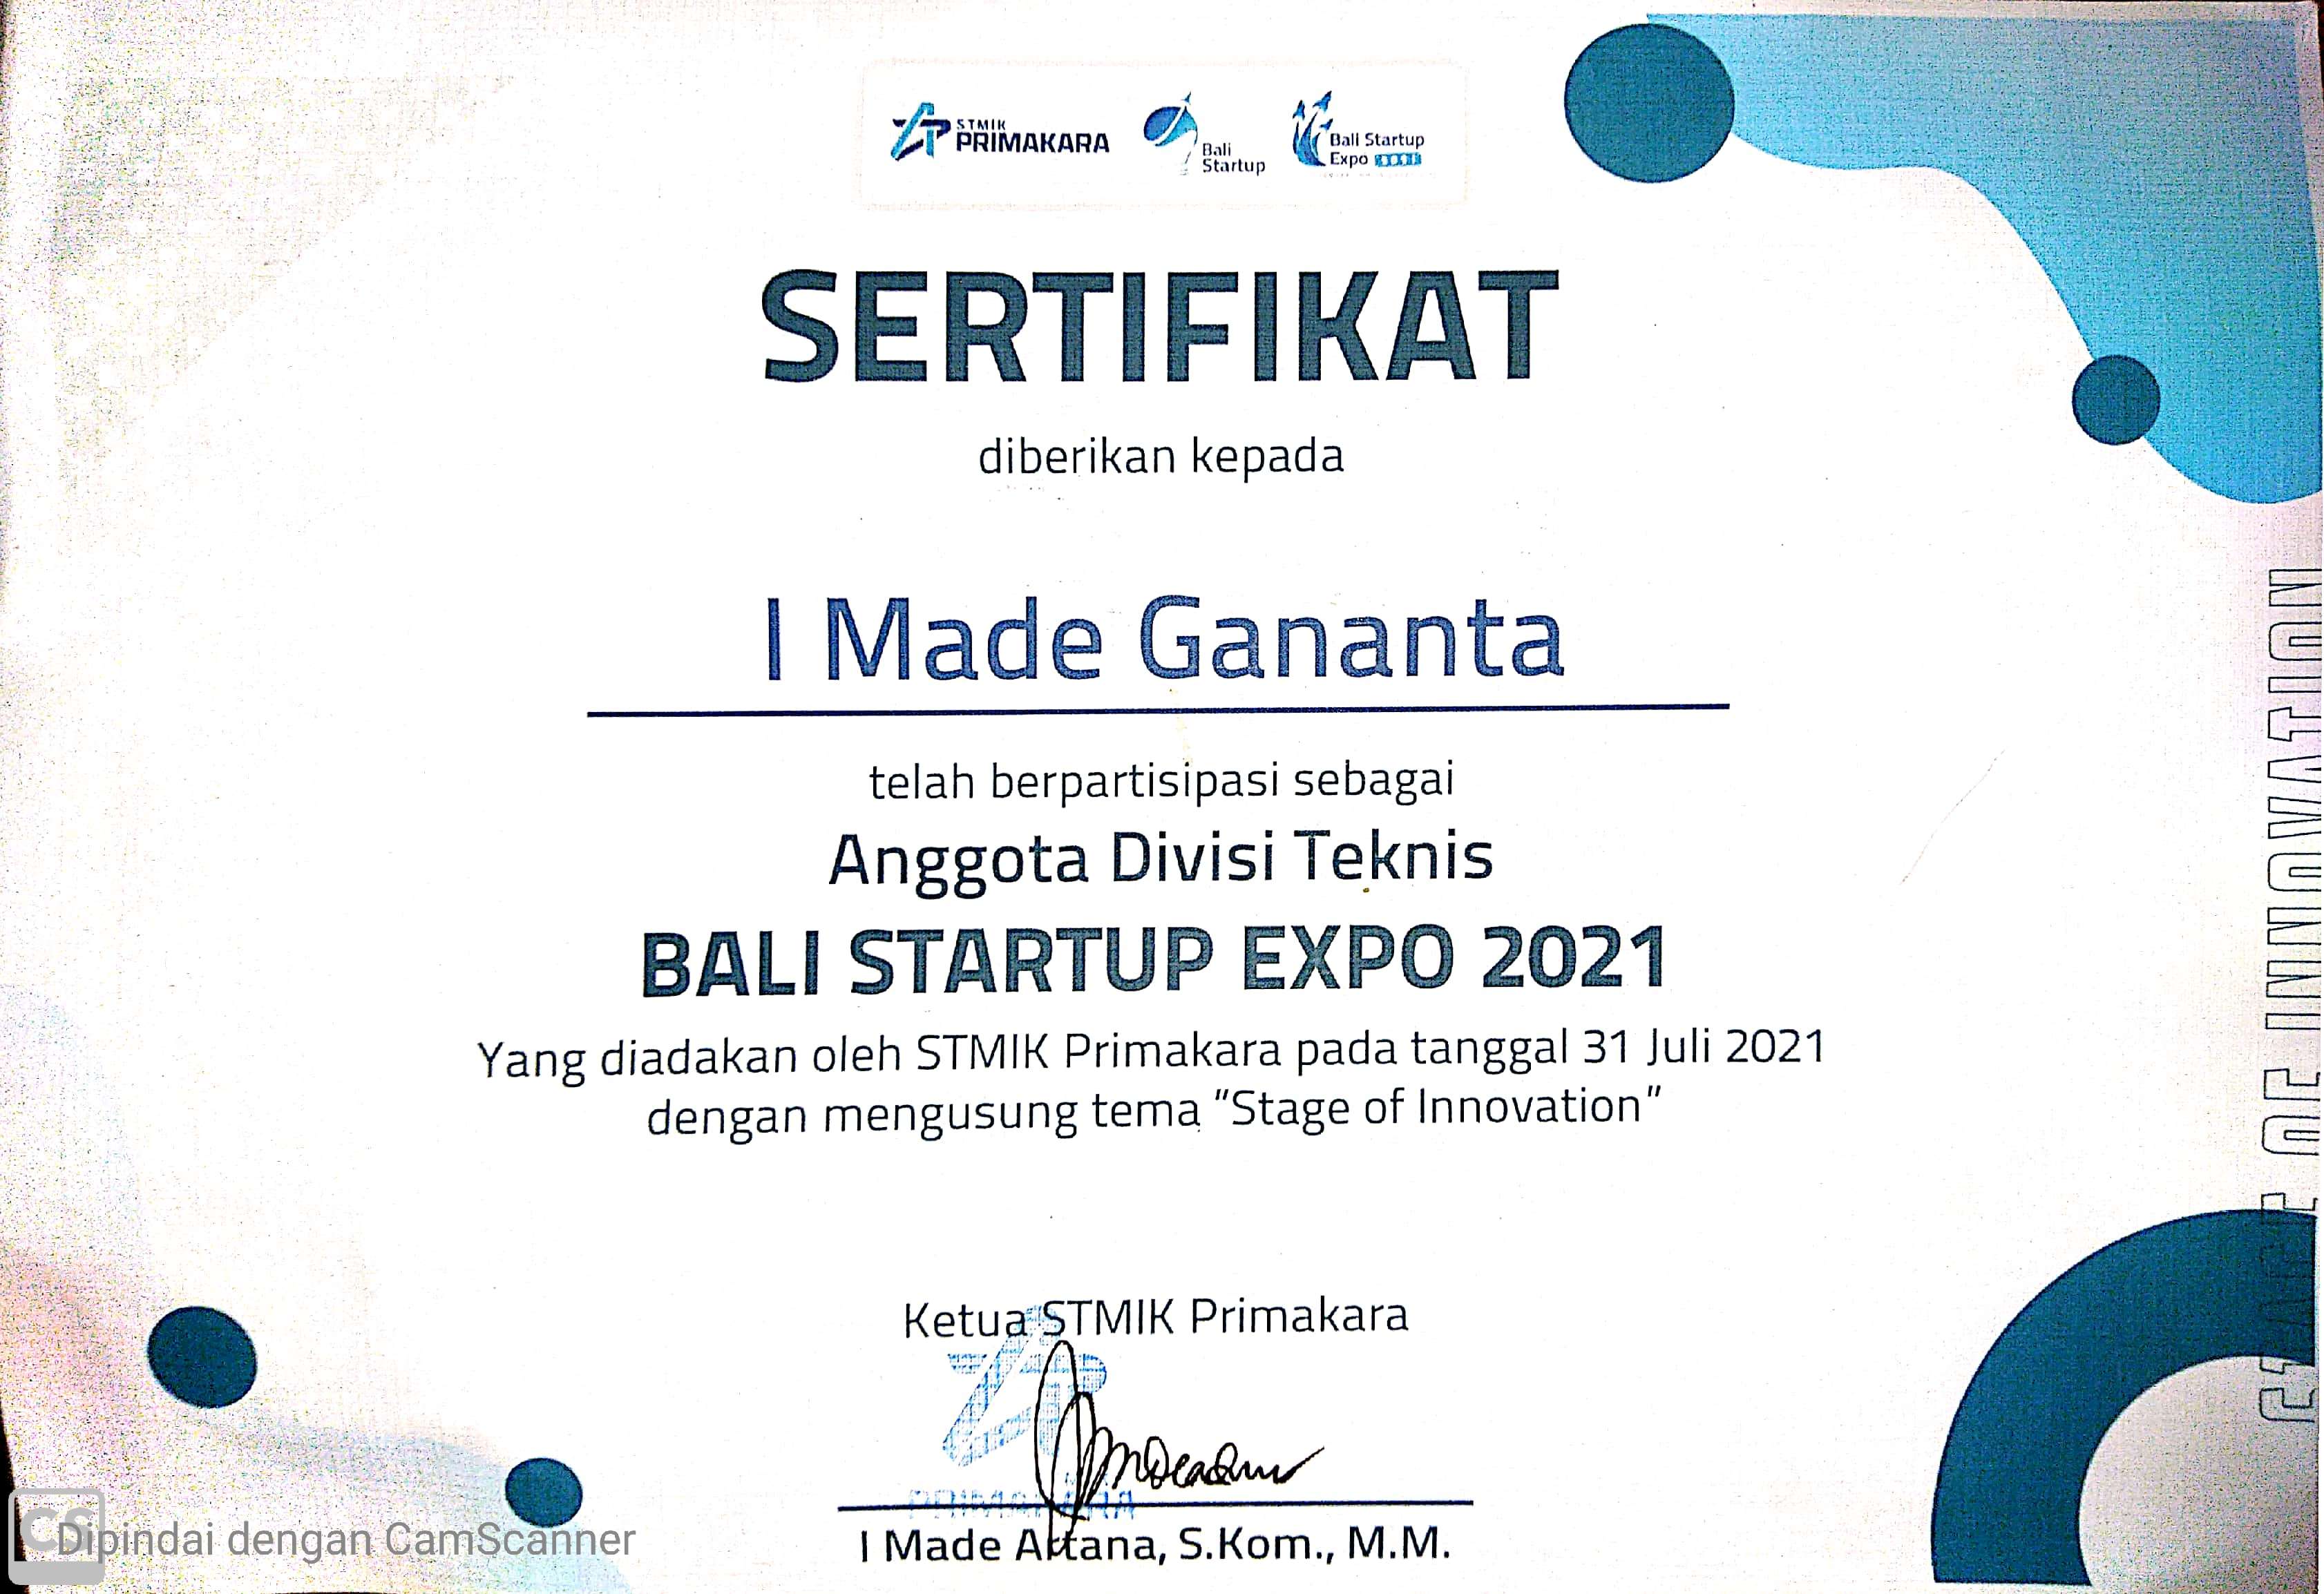 STMIK
PRIMAKARA
Bali
Startup
Bali Startup
Expo
SERTIFIKAT
diberikan kepada
I Made Gananta
telah berpartisipasi sebagai
Anggota Divisi Teknis
BALI STARTUP EXPO 2021
Yang diadakan oleh STMIK Primakara pada tanggal 31 Juli 2021
dengan mengusung tema "Stage of Innovation"
STAGE OF INNOVATION
Ketua STMIK Primakara
PRIMAKARA
I Made Artana, S.Kom., M.M.
CS
Dipindai dengan CamScanner